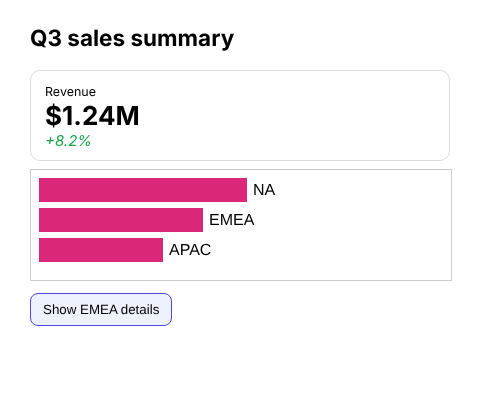 Q3 sales summary
Revenue
$1.24M
+8.2%
NA
EMEA
APAC
Show EMEA details